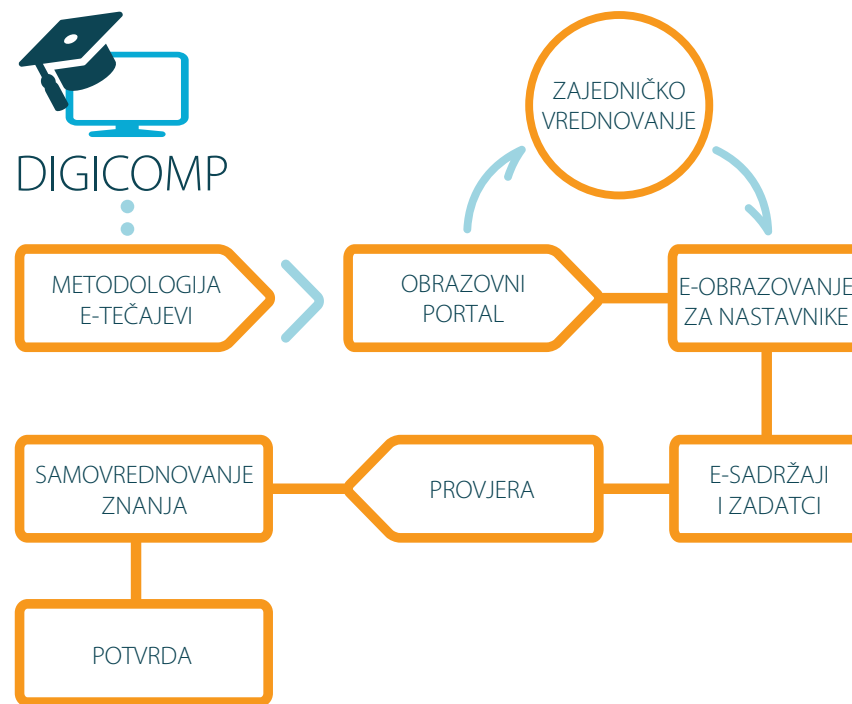 DIGICOMP
ZAJEDNIČKO
VREDNOVANJE
METODOLOGIJA
E-TEČAJEVI
OBRAZOVNI
PORTAL
E-OBRAZOVANJE
ZA NASTAVNIKE
SAMOVREDNOVANJE
ZNANJA
PROVJERA
E-SADRŽAJI
I ZADATCI
POTVRDA